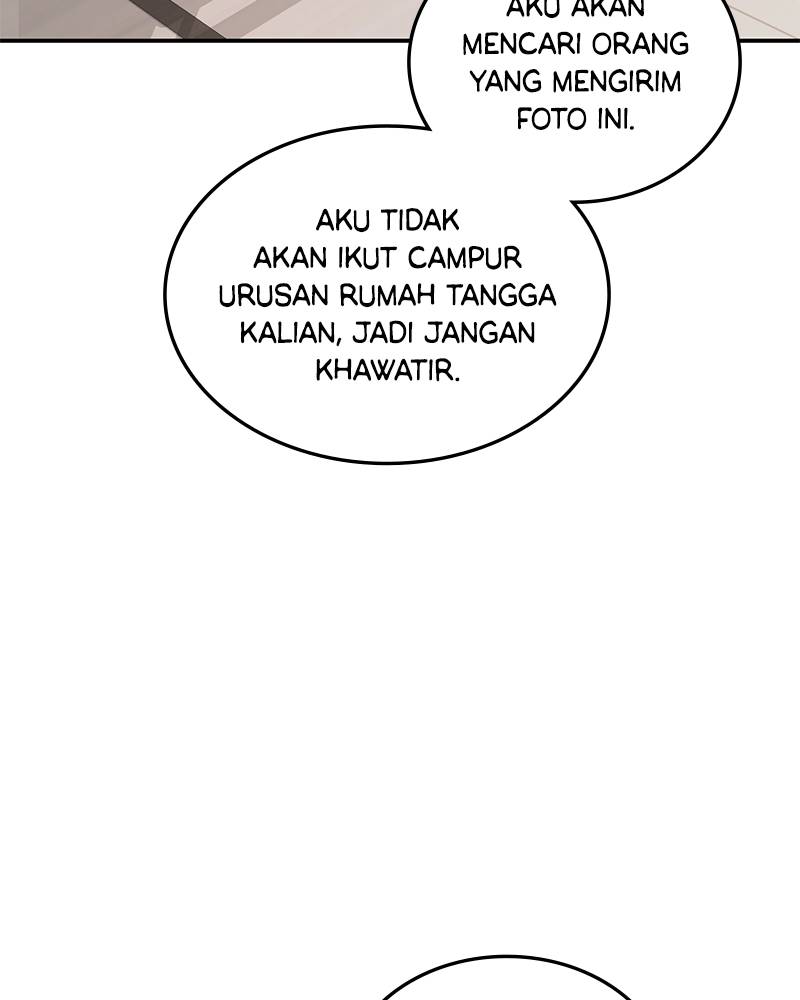 AKU AKAN
MENCARI ORANG
YANG MENGIRIM
FOTO INI.
AKU TIDAK
AKAN IKUT CAMPUR
URUSAN RUMAH TANGGA
KALIAN, JADI JANGAN
KHAWATIR.